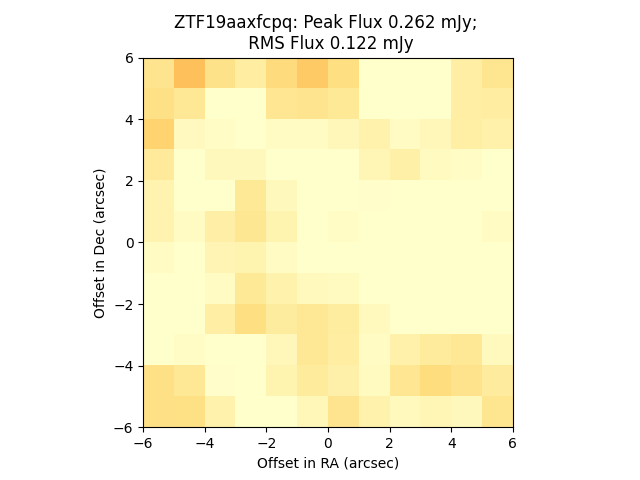 ZTF19aaxfcpq: Peak Flux 0.262 mJy;
RMS Flux 0.122 mJy
6
4
2
0
−2
−4
−6
Offset in Dec (arcsec)
−6 −4 −2 0 2 4 6
Offset in RA (arcsec)